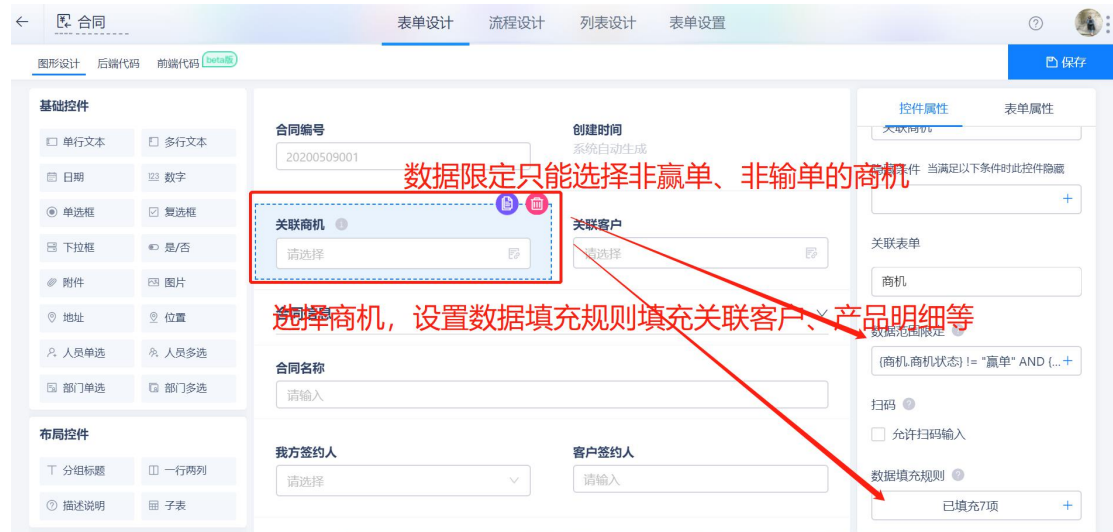 合同
表单设计 流程设计 列表设计 表单设置
图形设计 后端代码 前端代码 beta版
保存
基础控件
单行文本 多行文本
日期 123 数字
单选框 复选框
下拉框 是/否
附件 图片
地址 位置
人员单选 人员多选
部门单选 部门多选
布局控件
分组标题 一行两列
描述说明 子表
合同编号
20200509001
创建时间
系统自动生成
数据限定只能选择非赢单、非输单的商机
关联商机
请选择
关联客户
请选择
选择商机，设置数据填充规则填充关联客户、产品明细等
合同信息
合同名称
请输入
我方签约人
请选择
客户签约人
请输入
控件属性 表单属性
关联商机
隐藏条件 当满足以下条件时此控件隐藏
关联表单
商机
数据范围限定
{商机.商机状态} != "赢单" AND {...
扫码
允许扫码输入
数据填充规则
已填充7项